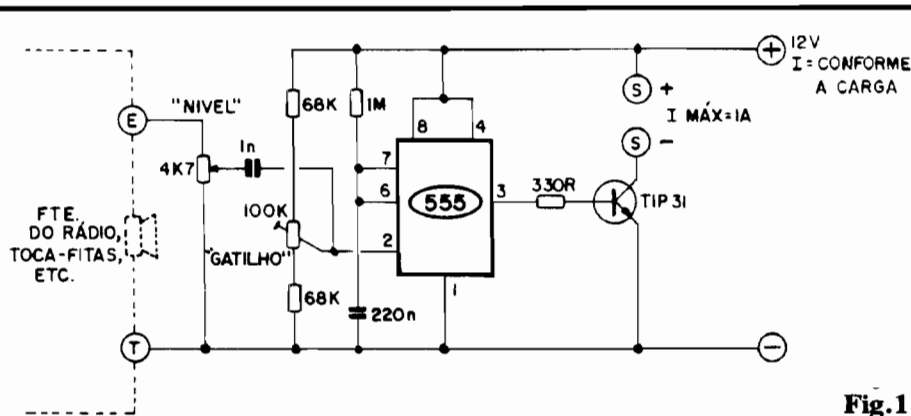 12V
I = CONFORME
A CARGA
"NIVEL"
E
68K
1M
S
+
I MÁX=1A
S
-
8
4
4K7
1n
7
6
555
3
330R
TIP 31
FTE.
DO RÁDIO,
TOCA-FITAS,
ETC.
100K
"GATILHO"
2
68K
220n
1
T
Fig.1